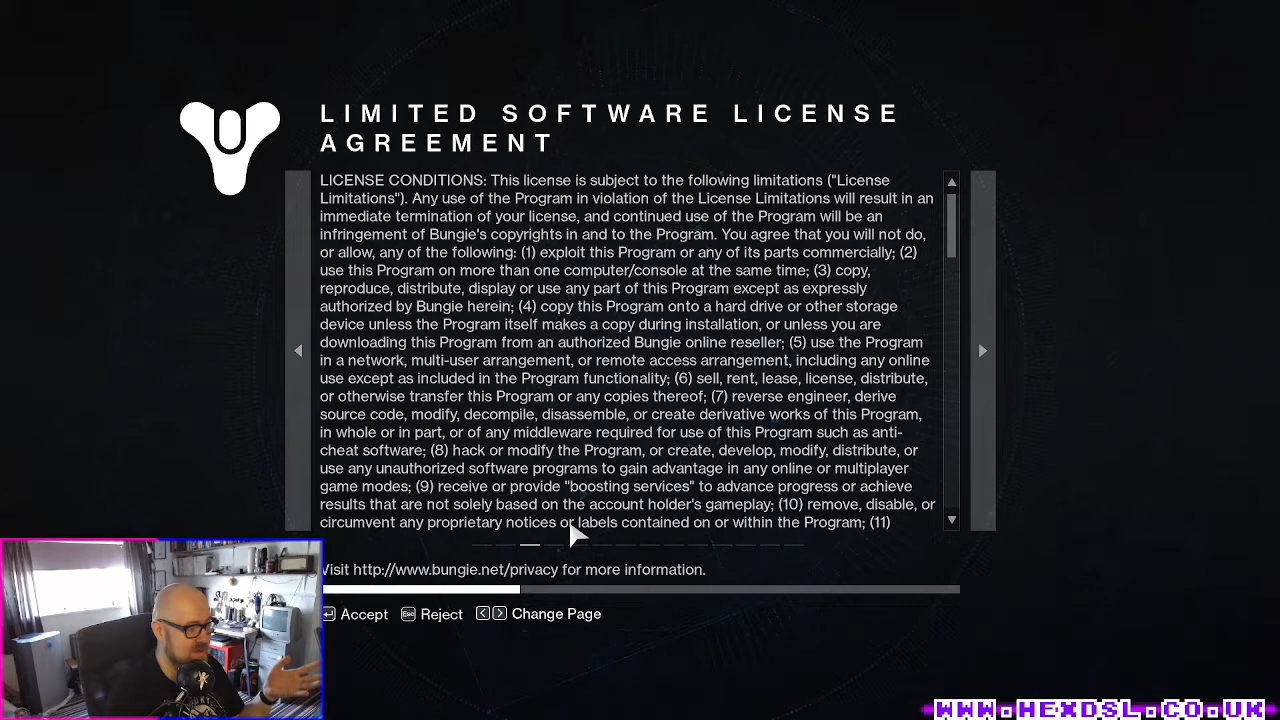 LIMITED SOFTWARE LICENSE
AGREEMENT
LICENSE CONDITIONS: This license is subject to the following limitations ("License
Limitations"). Any use of the Program in violation of the License Limitations will result in an
immediate termination of your license, and continued use of the Program will be an
infringement of Bungie's copyrights in and to the Program. You agree that you will not do,
or allow, any of the following: (1) exploit this Program or any of its parts commercially; (2)
use this Program on more than one computer/console at the same time; (3) copy,
reproduce, distribute, display or use any part of this Program except as expressly
authorized by Bungie herein; (4) copy this Program onto a hard drive or other storage
device unless the Program itself makes a copy during installation, or unless you are
downloading this Program from an authorized Bungie online reseller; (5) use the Program
in a network, multi-user arrangement, or remote access arrangement, including any online
use except as included in the Program functionality; (6) sell, rent, lease, license, distribute,
or otherwise transfer this Program or any copies thereof; (7) reverse engineer, derive
source code, modify, decompile, disassemble, or create derivative works of this Program,
in whole or in part, or of any middleware required for use of this Program such as anti-
cheat software; (8) hack or modify the Program, or create, develop, modify, distribute, or
use any unauthorized software programs to gain advantage in any online or multiplayer
game modes; (9) receive or provide "boosting services" to advance progress or achieve
results that are not solely based on the account holder's gameplay; (10) remove, disable, or
circumvent any proprietary notices or labels contained on or within the Program; (11)
Visit http://www.bungie.net/privacy for more information.
Accept Esc Reject < > Change Page
WWW.HEXDSL.CO.UK